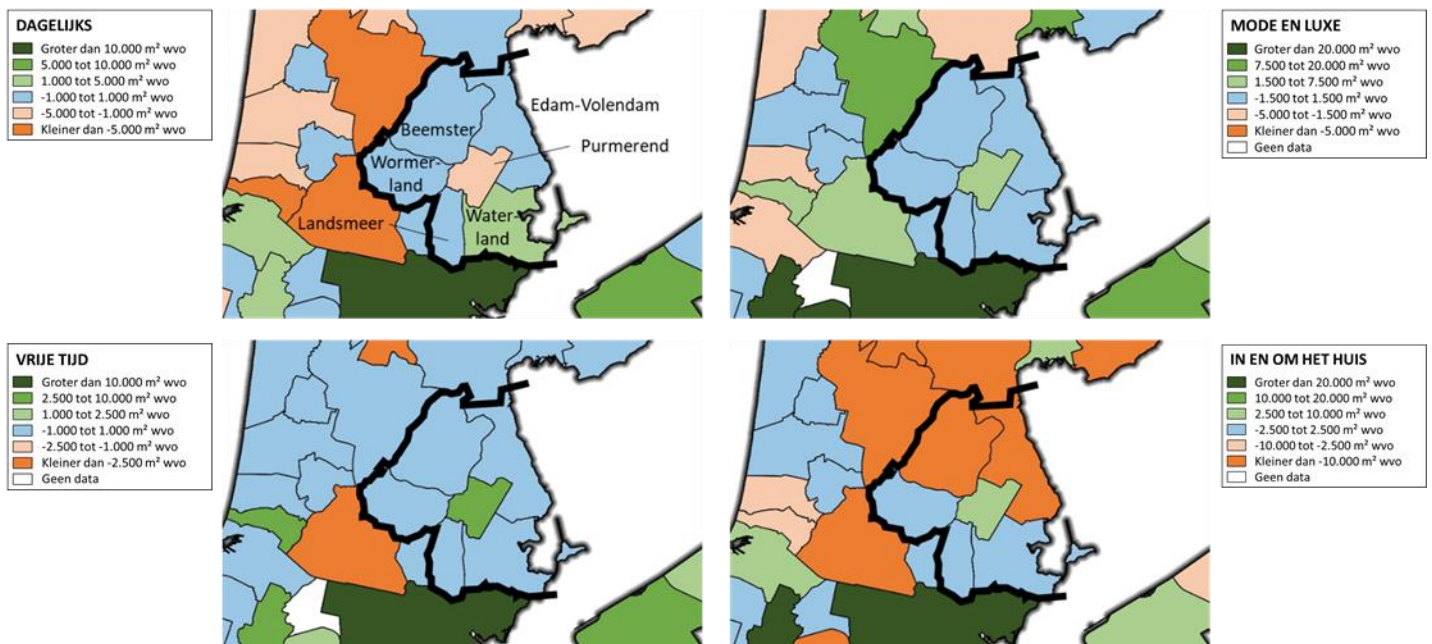 DAGELIJKS
Groter dan 10.000 m² wvo
5.000 tot 10.000 m² wvo
1.000 tot 5.000 m² wvo
-1.000 tot 1.000 m² wvo
-5.000 tot -1.000 m² wvo
Kleiner dan -5.000 m² wvo
Edam-Volendam
Beemster
Purmerend
Wormer-
land
Landsmeer
Water-
land
MODE EN LUXE
Groter dan 20.000 m² wvo
7.500 tot 20.000 m² wvo
1.500 tot 7.500 m² wvo
-1.500 tot 1.500 m² wvo
-5.000 tot -1.500 m² wvo
Kleiner dan -5.000 m² wvo
Geen data
VRIJE TIJD
Groter dan 10.000 m² wvo
2.500 tot 10.000 m² wvo
1.000 tot 2.500 m² wvo
-1.000 tot 1.000 m² wvo
-2.500 tot -1.000 m² wvo
Kleiner dan -2.500 m² wvo
Geen data
IN EN OM HET HUIS
Groter dan 20.000 m² wvo
10.000 tot 20.000 m² wvo
2.500 tot 10.000 m² wvo
-2.500 tot 2.500 m² wvo
-10.000 tot -2.500 m² wvo
Kleiner dan -10.000 m² wvo
Geen data